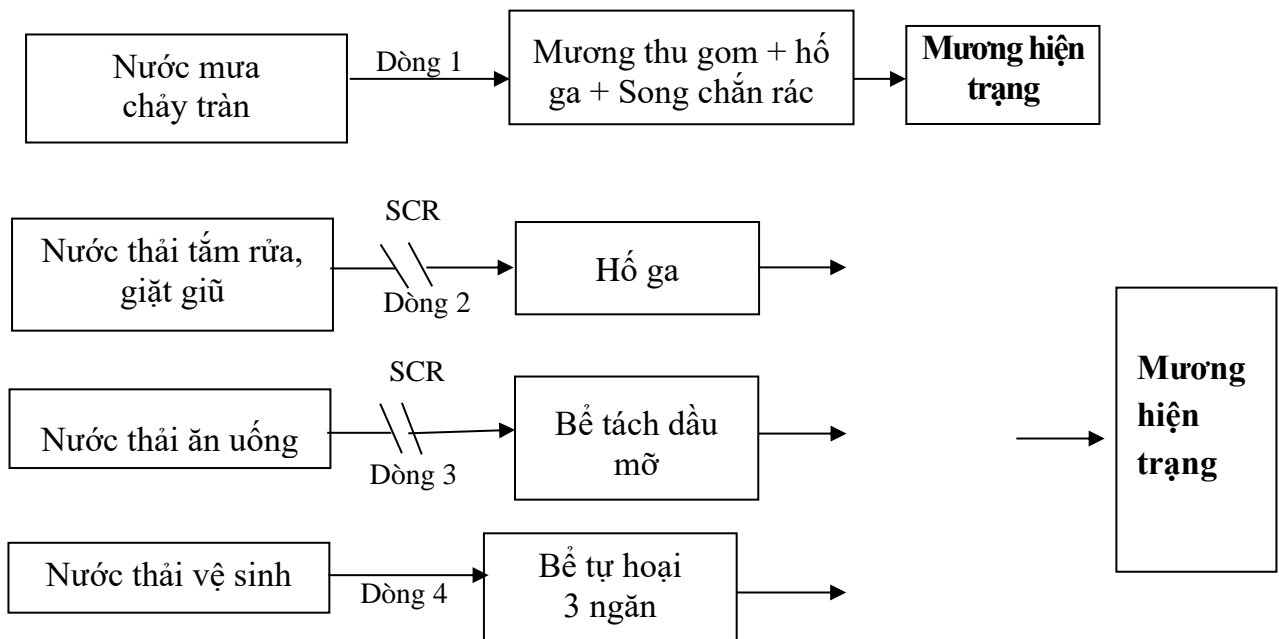 Nước mưa
chảy tràn
Dòng 1
Mương thu gom + hố
ga + Song chắn rác
Mương hiện
trạng
Nước thải tắm rửa,
giặt giũ
SCR
Dòng 2
Hố ga
Nước thải ăn uống
SCR
Dòng 3
Bể tách dầu
mỡ
Nước thải vệ sinh
Dòng 4
Bể tự hoại
3 ngăn
Mương
hiện
trạng